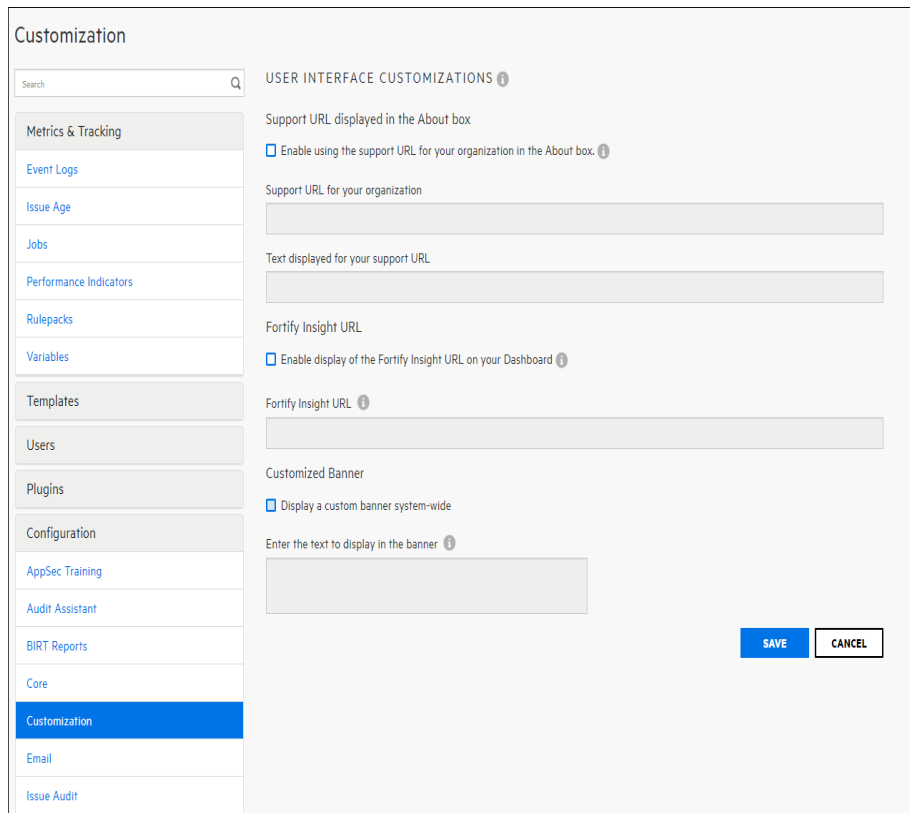 Customization
Search
Metrics & Tracking
Event Logs
Issue Age
Jobs
Performance Indicators
Rulepacks
Variables
Templates
Users
Plugins
Configuration
AppSec Training
Audit Assistant
BIRT Reports
Core
Customization
Email
Issue Audit
USER INTERFACE CUSTOMIZATIONS
Support URL displayed in the About box
Enable using the support URL for your organization in the About box.
Support URL for your organization
Text displayed for your support URL
Fortify Insight URL
Enable display of the Fortify Insight URL on your Dashboard
Fortify Insight URL
Customized Banner
Display a custom banner system-wide
Enter the text to display in the banner
SAVE CANCEL